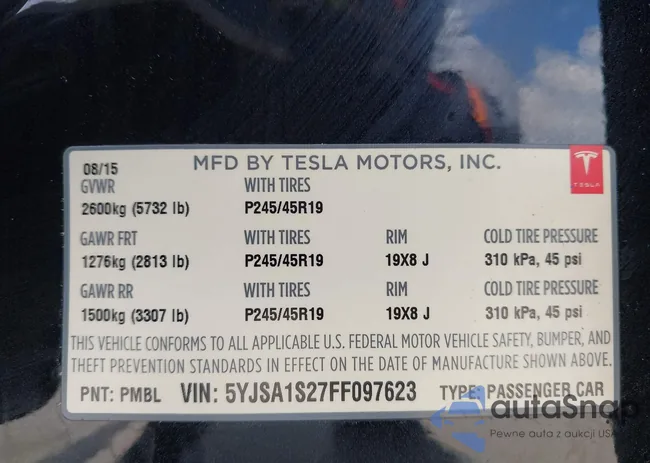 08/15 MFD BY TESLA MOTORS, INC.
TESLA
GVWR WITH TIRES
2600kg (5732 lb) P245/45R19
GAWR FRT WITH TIRES RIM COLD TIRE PRESSURE
1276kg (2813 lb) P245/45R19 19X8 J 310 kPa, 45 psi
GAWR RR WITH TIRES RIM COLD TIRE PRESSURE
1500kg (3307 lb) P245/45R19 19X8 J 310 kPa, 45 psi
THIS VEHICLE CONFORMS TO ALL APPLICABLE U.S. FEDERAL MOTOR VEHICLE SAFETY, BUMPER, AND
THEFT PREVENTION STANDARDS IN EFFECT ON THE DATE OF MANUFACTURE SHOWN ABOVE.
PNT: PMBL VIN: 5YJSA1S27FF097623 TYPE: PASSENGER CAR
autaSnap
Pewne auta z aukcji USA